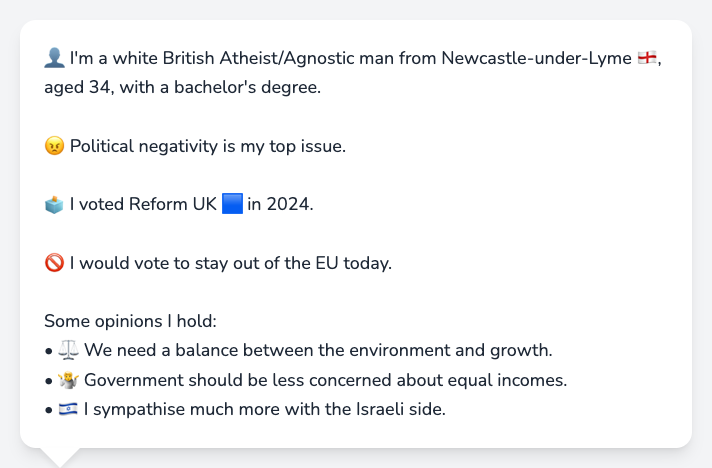 👤 I'm a white British Atheist/Agnostic man from Newcastle-under-Lyme 🏴󠁧󠁢󠁥󠁮󠁧󠁿,
aged 34, with a bachelor's degree.
😠 Political negativity is my top issue.
🗳️ I voted Reform UK 🟦 in 2024.
🚫 I would vote to stay out of the EU today.
Some opinions I hold:
• ⚖️ We need a balance between the environment and growth.
• 🤷 Government should be less concerned about equal incomes.
• 🇮🇱 I sympathise much more with the Israeli side.